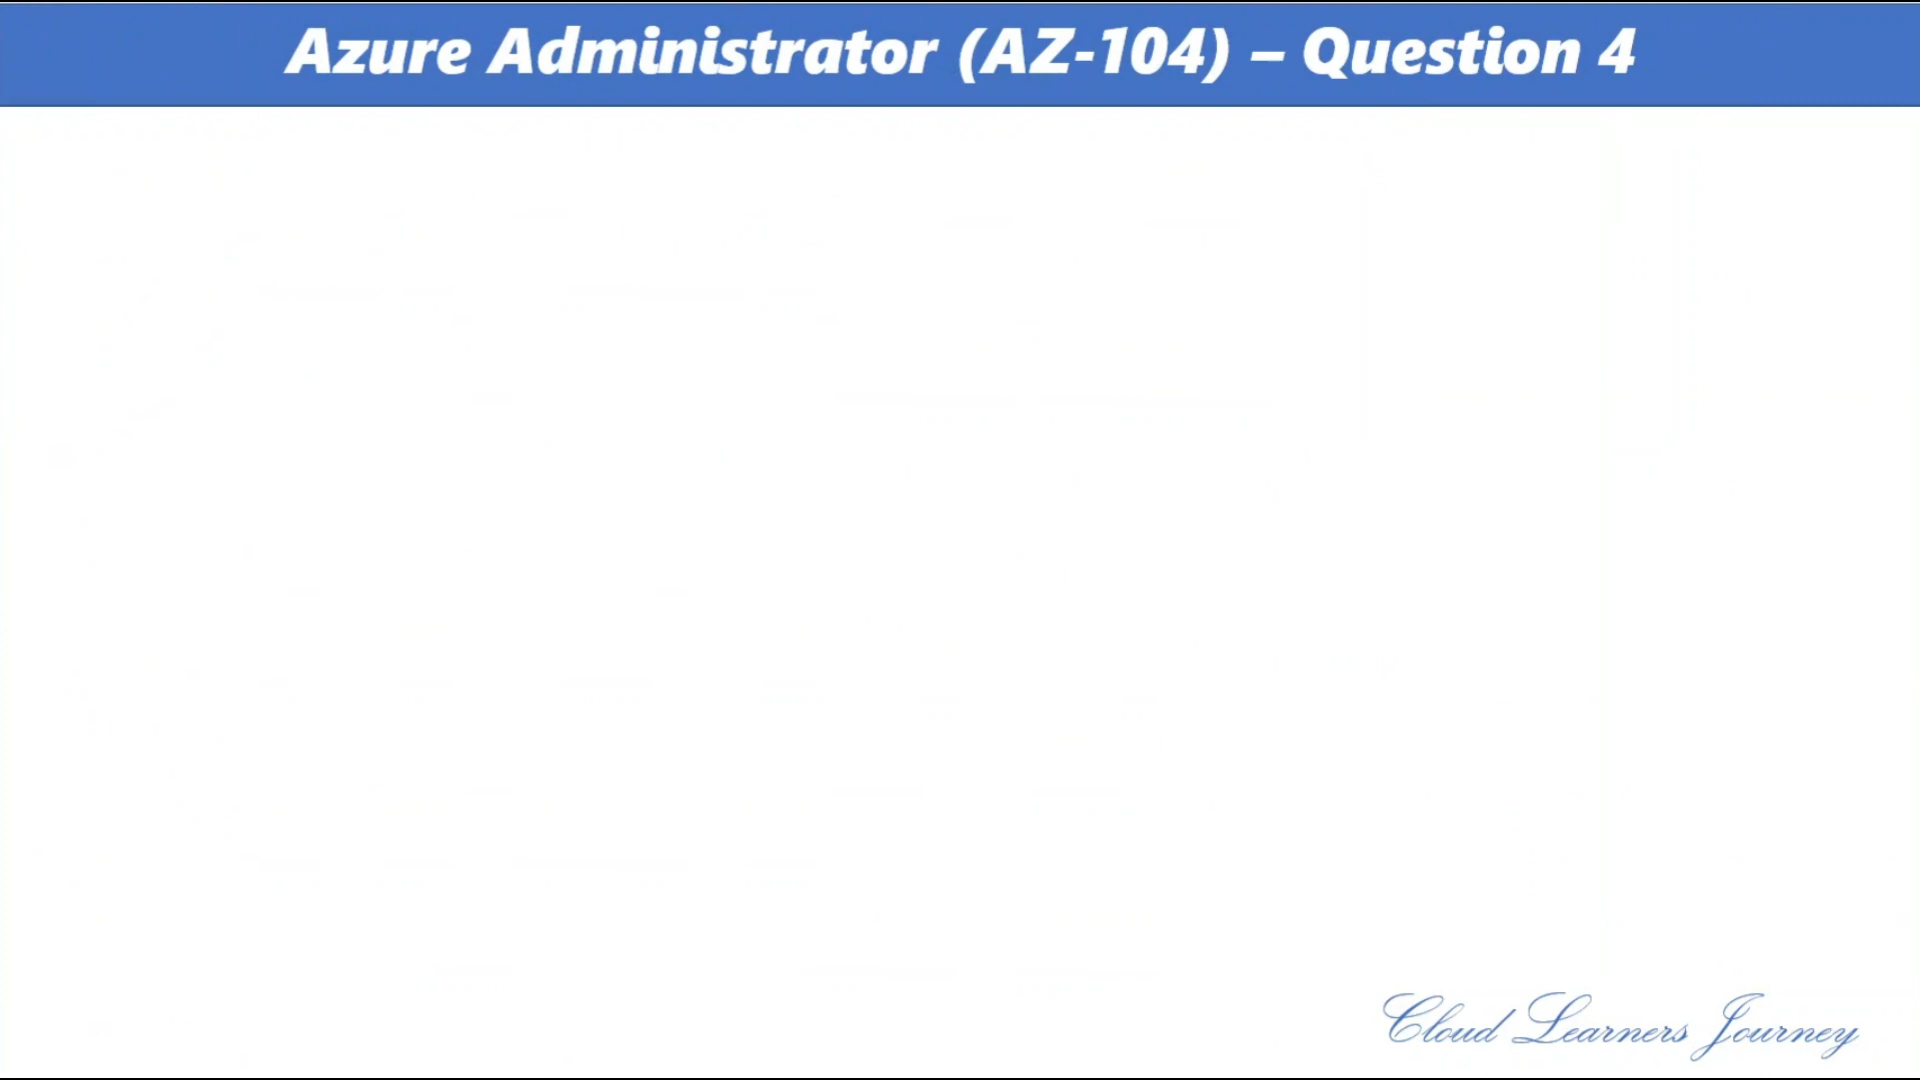 Azure Administrator (AZ-104) – Question 4
Cloud Learners Journey